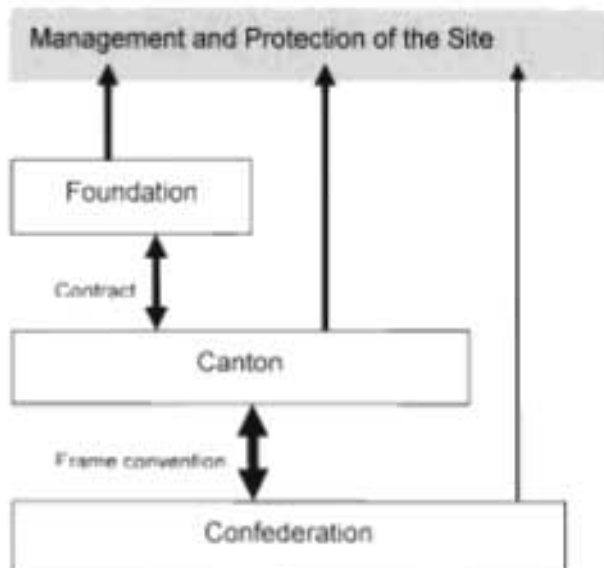 Management and Protection of the Site
Foundation
Contract
Canton
Frame convention
Confederation